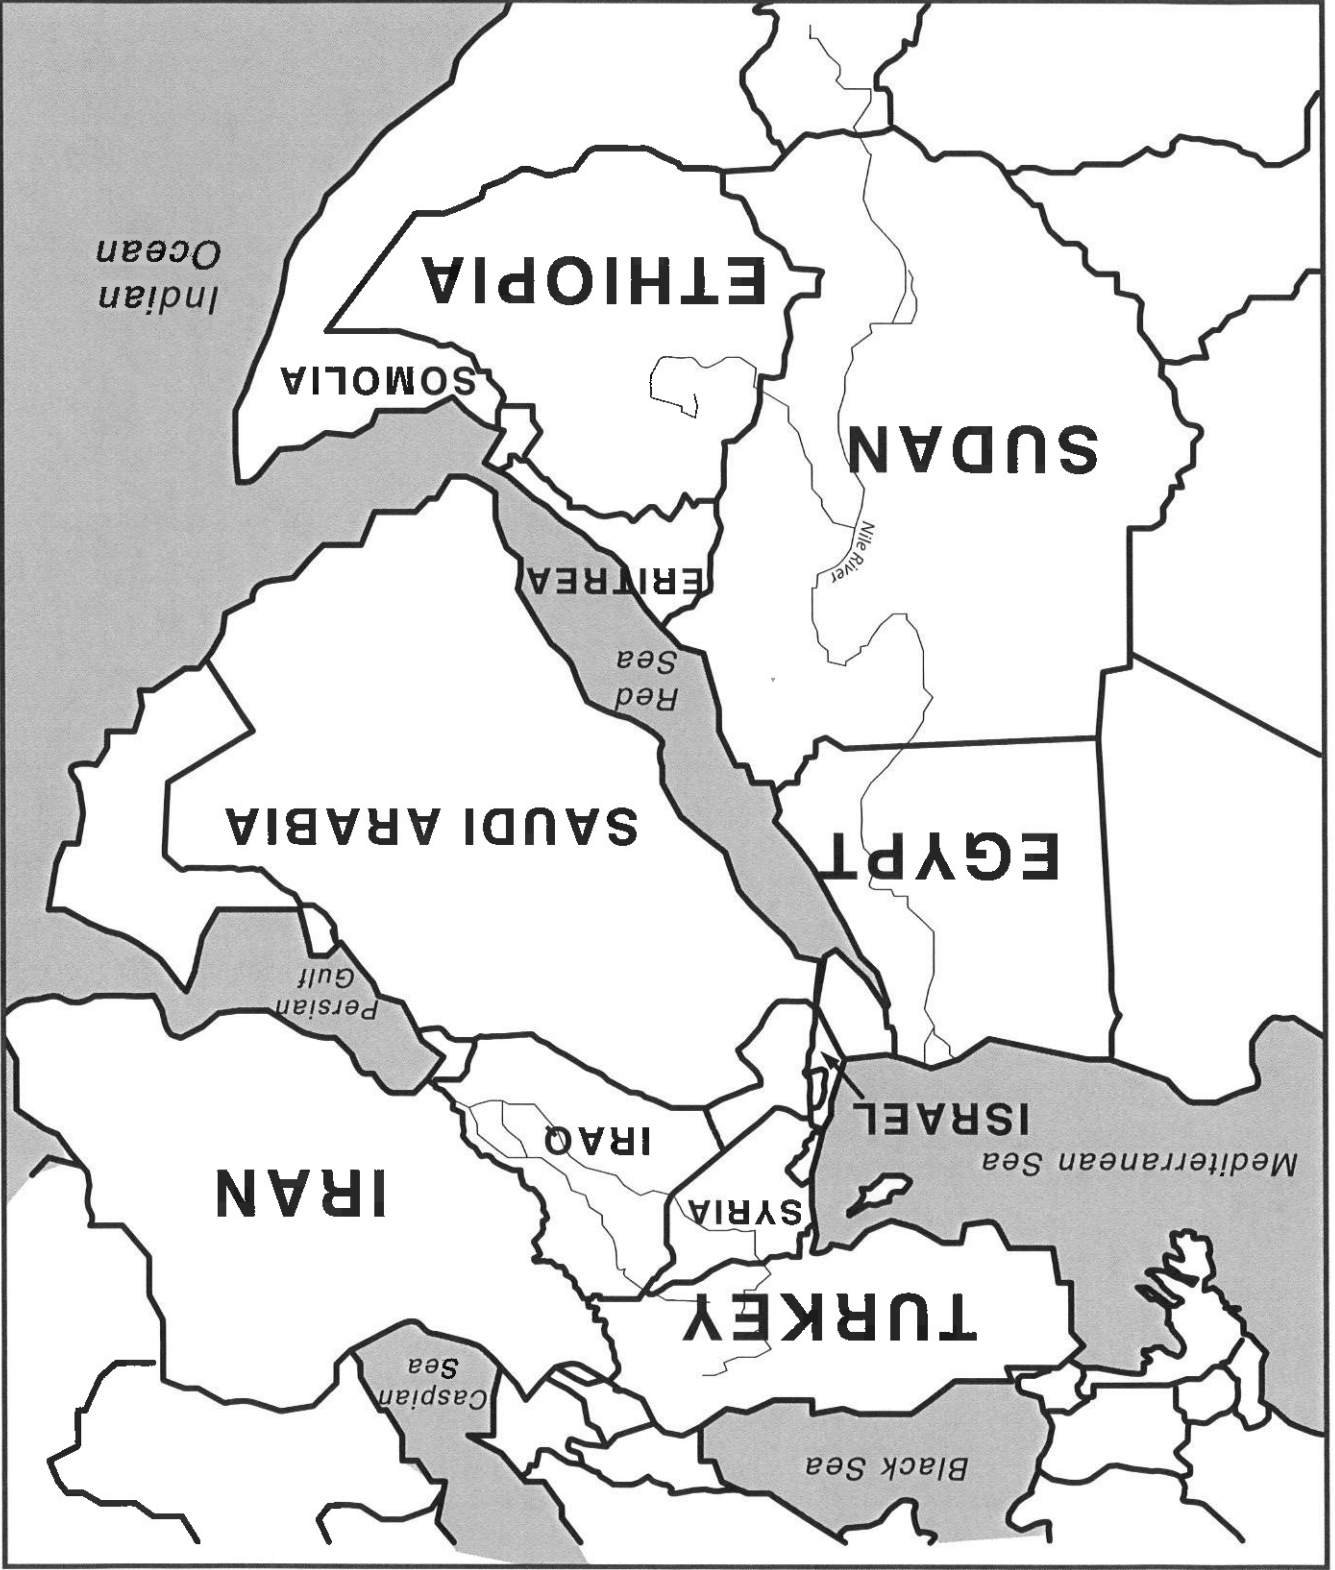 Black Sea
Caspian
Sea
TURKEY
SYRIA
Mediterranean Sea
ISRAEL
IRAQ
IRAN
Persian
Gulf
EGYPT
SAUDI ARABIA
Red
Sea
ERITREA
Nile River
SUDAN
SOMOLIA
ETHIOPIA
Indian
Ocean